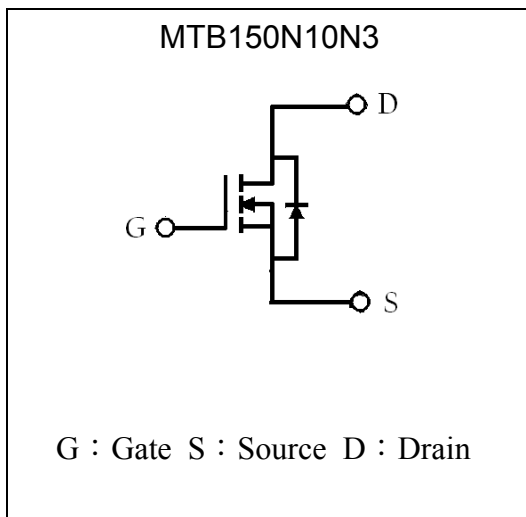 MTB150N10N3
D
G
S
G：Gate S：Source D：Drain